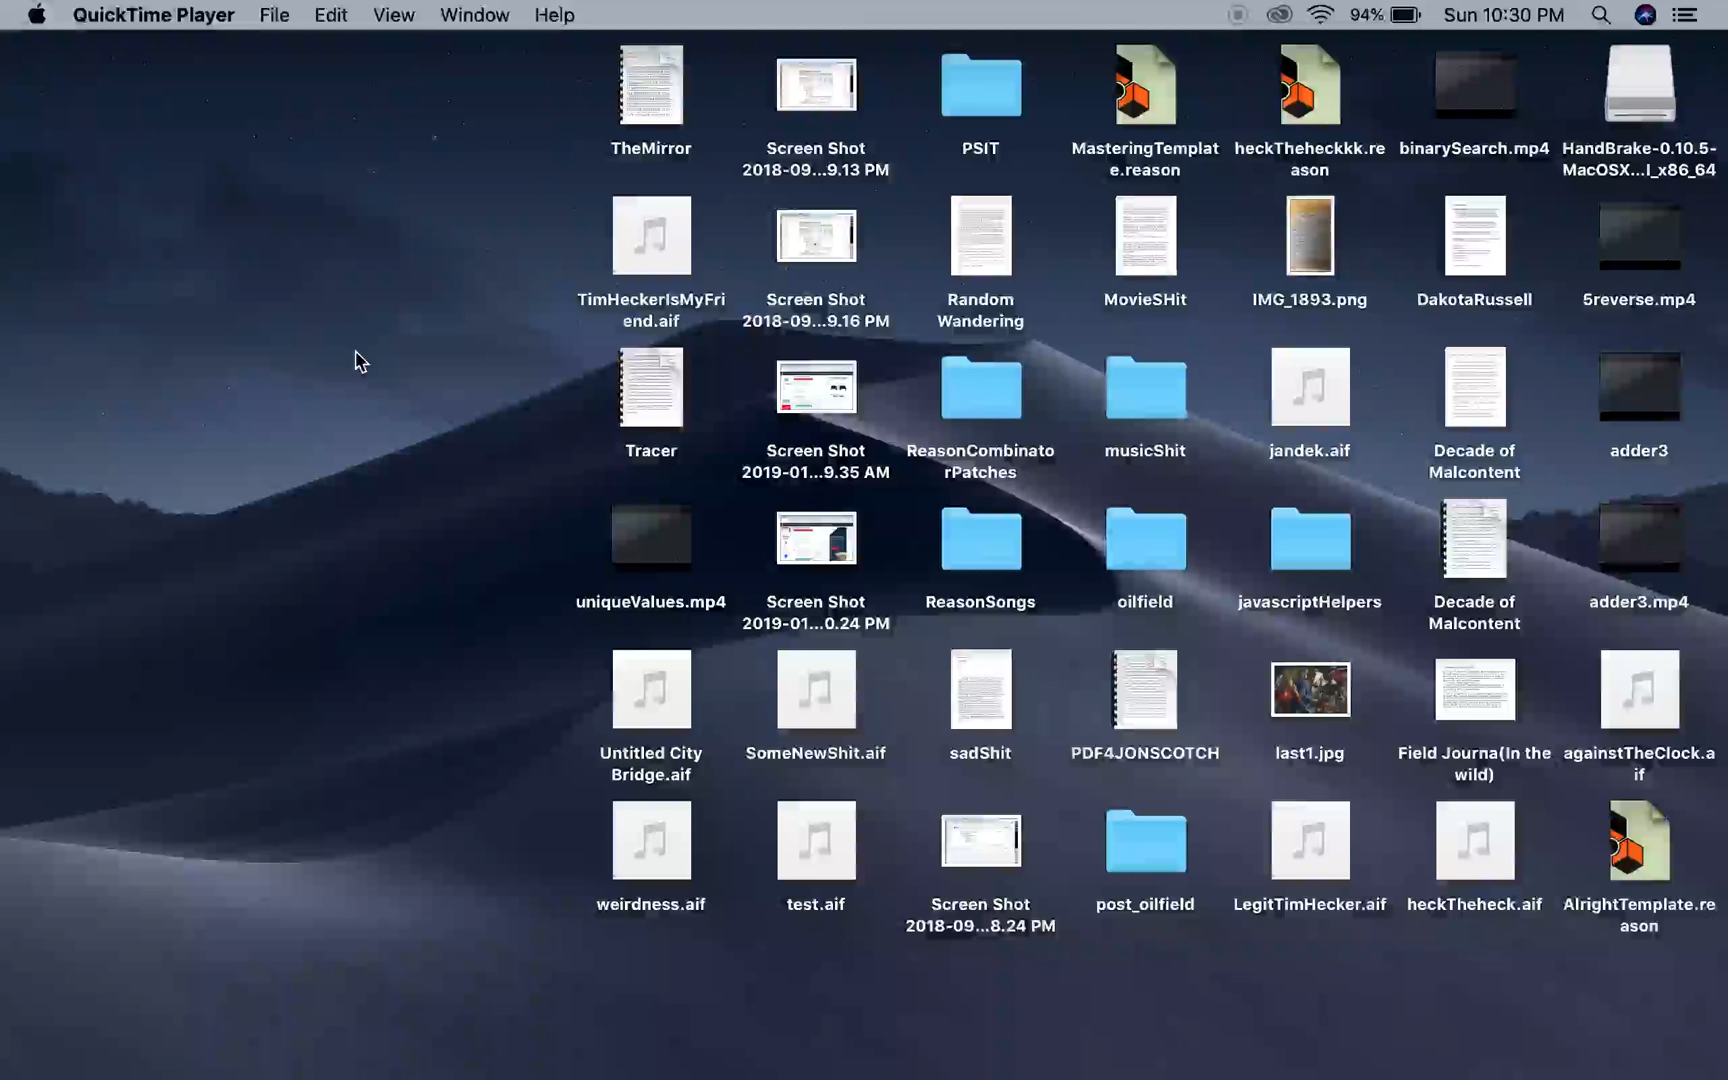 QuickTime Player File Edit View Window Help 94% Sun 10:30 PM
TheMirror
Screen Shot
2018-09...9.13 PM
PSIT
MasteringTemplat
e.reason
heckTheheckkk.re
ason
binarySearch.mp4
HandBrake-0.10.5-
MacOSX...I_x86_64
TimHeckerIsMyFri
end.aif
Screen Shot
2018-09...9.16 PM
Random
Wandering
MovieSHit
IMG_1893.png
DakotaRussell
5reverse.mp4
Tracer
Screen Shot
2019-01...9.35 AM
ReasonCombinato
rPatches
musicShit
jandek.aif
Decade of
Malcontent
adder3
uniqueValues.mp4
Screen Shot
2019-01...0.24 PM
ReasonSongs
oilfield
javascriptHelpers
Decade of
Malcontent
adder3.mp4
Untitled City
Bridge.aif
SomeNewShit.aif
sadShit
PDF4JONSCOTCH
last1.jpg
Field Journa(In the
wild)
againstTheClock.a
if
weirdness.aif
test.aif
Screen Shot
2018-09...8.24 PM
post_oilfield
LegitTimHecker.aif
heckTheheck.aif
AlrightTemplate.re
ason